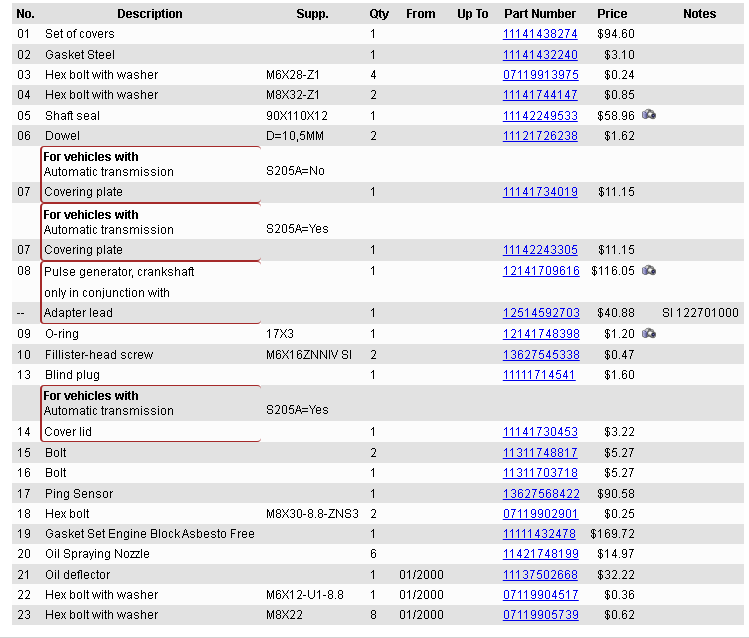 No. Description Supp. Qty From Up To Part Number Price Notes
01 Set of covers 1 11141438274 $94.60
02 Gasket Steel 1 11141432240 $3.10
03 Hex bolt with washer M6X28-Z1 4 07119913975 $0.24
04 Hex bolt with washer M8X32-Z1 2 11141744147 $0.85
05 Shaft seal 90X110X12 1 11142249533 $58.96
06 Dowel D=10,5MM 2 11121726238 $1.62
For vehicles with
Automatic transmission S205A=No
07 Covering plate 1 11141734019 $11.15
For vehicles with
Automatic transmission S205A=Yes
07 Covering plate 1 11142243305 $11.15
08 Pulse generator, crankshaft 1 12141709616 $116.05
only in conjunction with
-- Adapter lead 1 12514592703 $40.88 SI 122701000
09 O-ring 17X3 1 12141748398 $1.20
10 Fillister-head screw M6X16ZNNIV SI 2 13627545338 $0.47
13 Blind plug 1 11111714541 $1.60
For vehicles with
Automatic transmission S205A=Yes
14 Cover lid 1 11141730453 $3.22
15 Bolt 2 11311748817 $5.27
16 Bolt 1 11311703718 $5.27
17 Ping Sensor 1 13627568422 $90.58
18 Hex bolt M8X30-8.8-ZNS3 2 07119902901 $0.25
19 Gasket Set Engine Block Asbesto Free 1 11111432478 $169.72
20 Oil Spraying Nozzle 6 11421748199 $14.97
21 Oil deflector 1 01/2000 11137502668 $32.22
22 Hex bolt with washer M6X12-U1-8.8 1 01/2000 07119904517 $0.36
23 Hex bolt with washer M8X22 8 01/2000 07119905739 $0.62